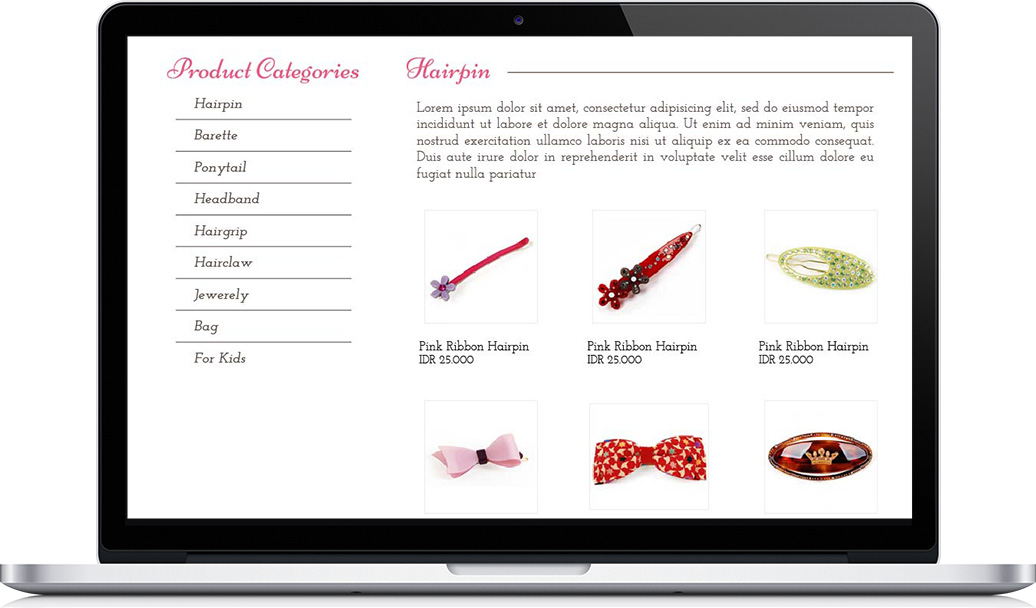 Product Categories
Hairpin
Barette
Ponytail
Headband
Hairgrip
Hairclaw
Jewerely
Bag
For Kids
Hairpin
Lorem ipsum dolor sit amet, consectetur adipisicing elit, sed do eiusmod tempor
incididunt ut labore et dolore magna aliqua. Ut enim ad minim veniam, quis
nostrud exercitation ullamco laboris nisi ut aliquip ex ea commodo consequat.
Duis aute irure dolor in reprehenderit in voluptate velit esse cillum dolore eu
fugiat nulla pariatur
Pink Ribbon Hairpin
IDR 25.000
Pink Ribbon Hairpin
IDR 25.000
Pink Ribbon Hairpin
IDR 25.000